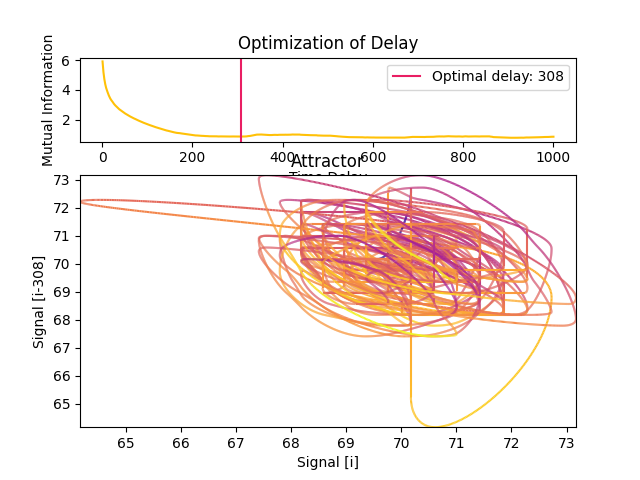 Optimization of Delay
Mutual Information
6
4
2
Optimal delay: 308
0 200 400 600 800 1000
Time Delay
Attractor
Signal [i-308]
73
72
71
70
69
68
67
66
65
65 66 67 68 69 70 71 72 73
Signal [i]